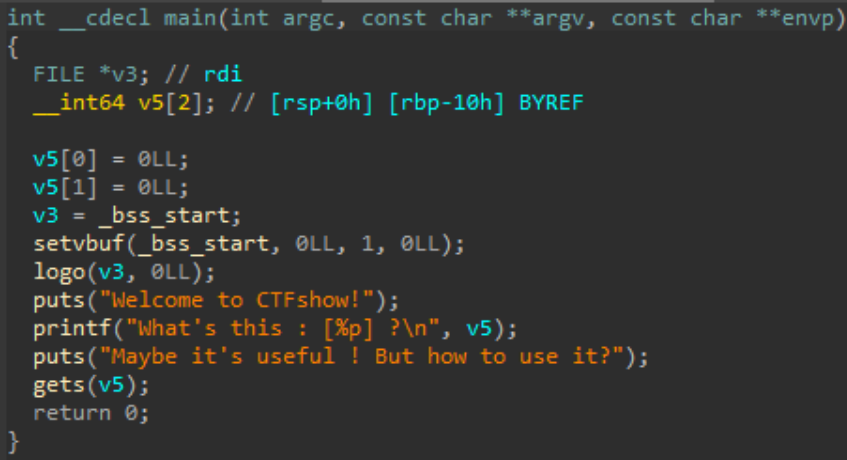 int __cdecl main(int argc, const char **argv, const char **envp)
{
  FILE *v3; // rdi
  __int64 v5[2]; // [rsp+0h] [rbp-10h] BYREF

  v5[0] = 0LL;
  v5[1] = 0LL;
  v3 = _bss_start;
  setvbuf(_bss_start, 0LL, 1, 0LL);
  logo(v3, 0LL);
  puts("Welcome to CTFshow!");
  printf("What's this : [%p] ?\n", v5);
  puts("Maybe it's useful ! But how to use it?");
  gets(v5);
  return 0;
}